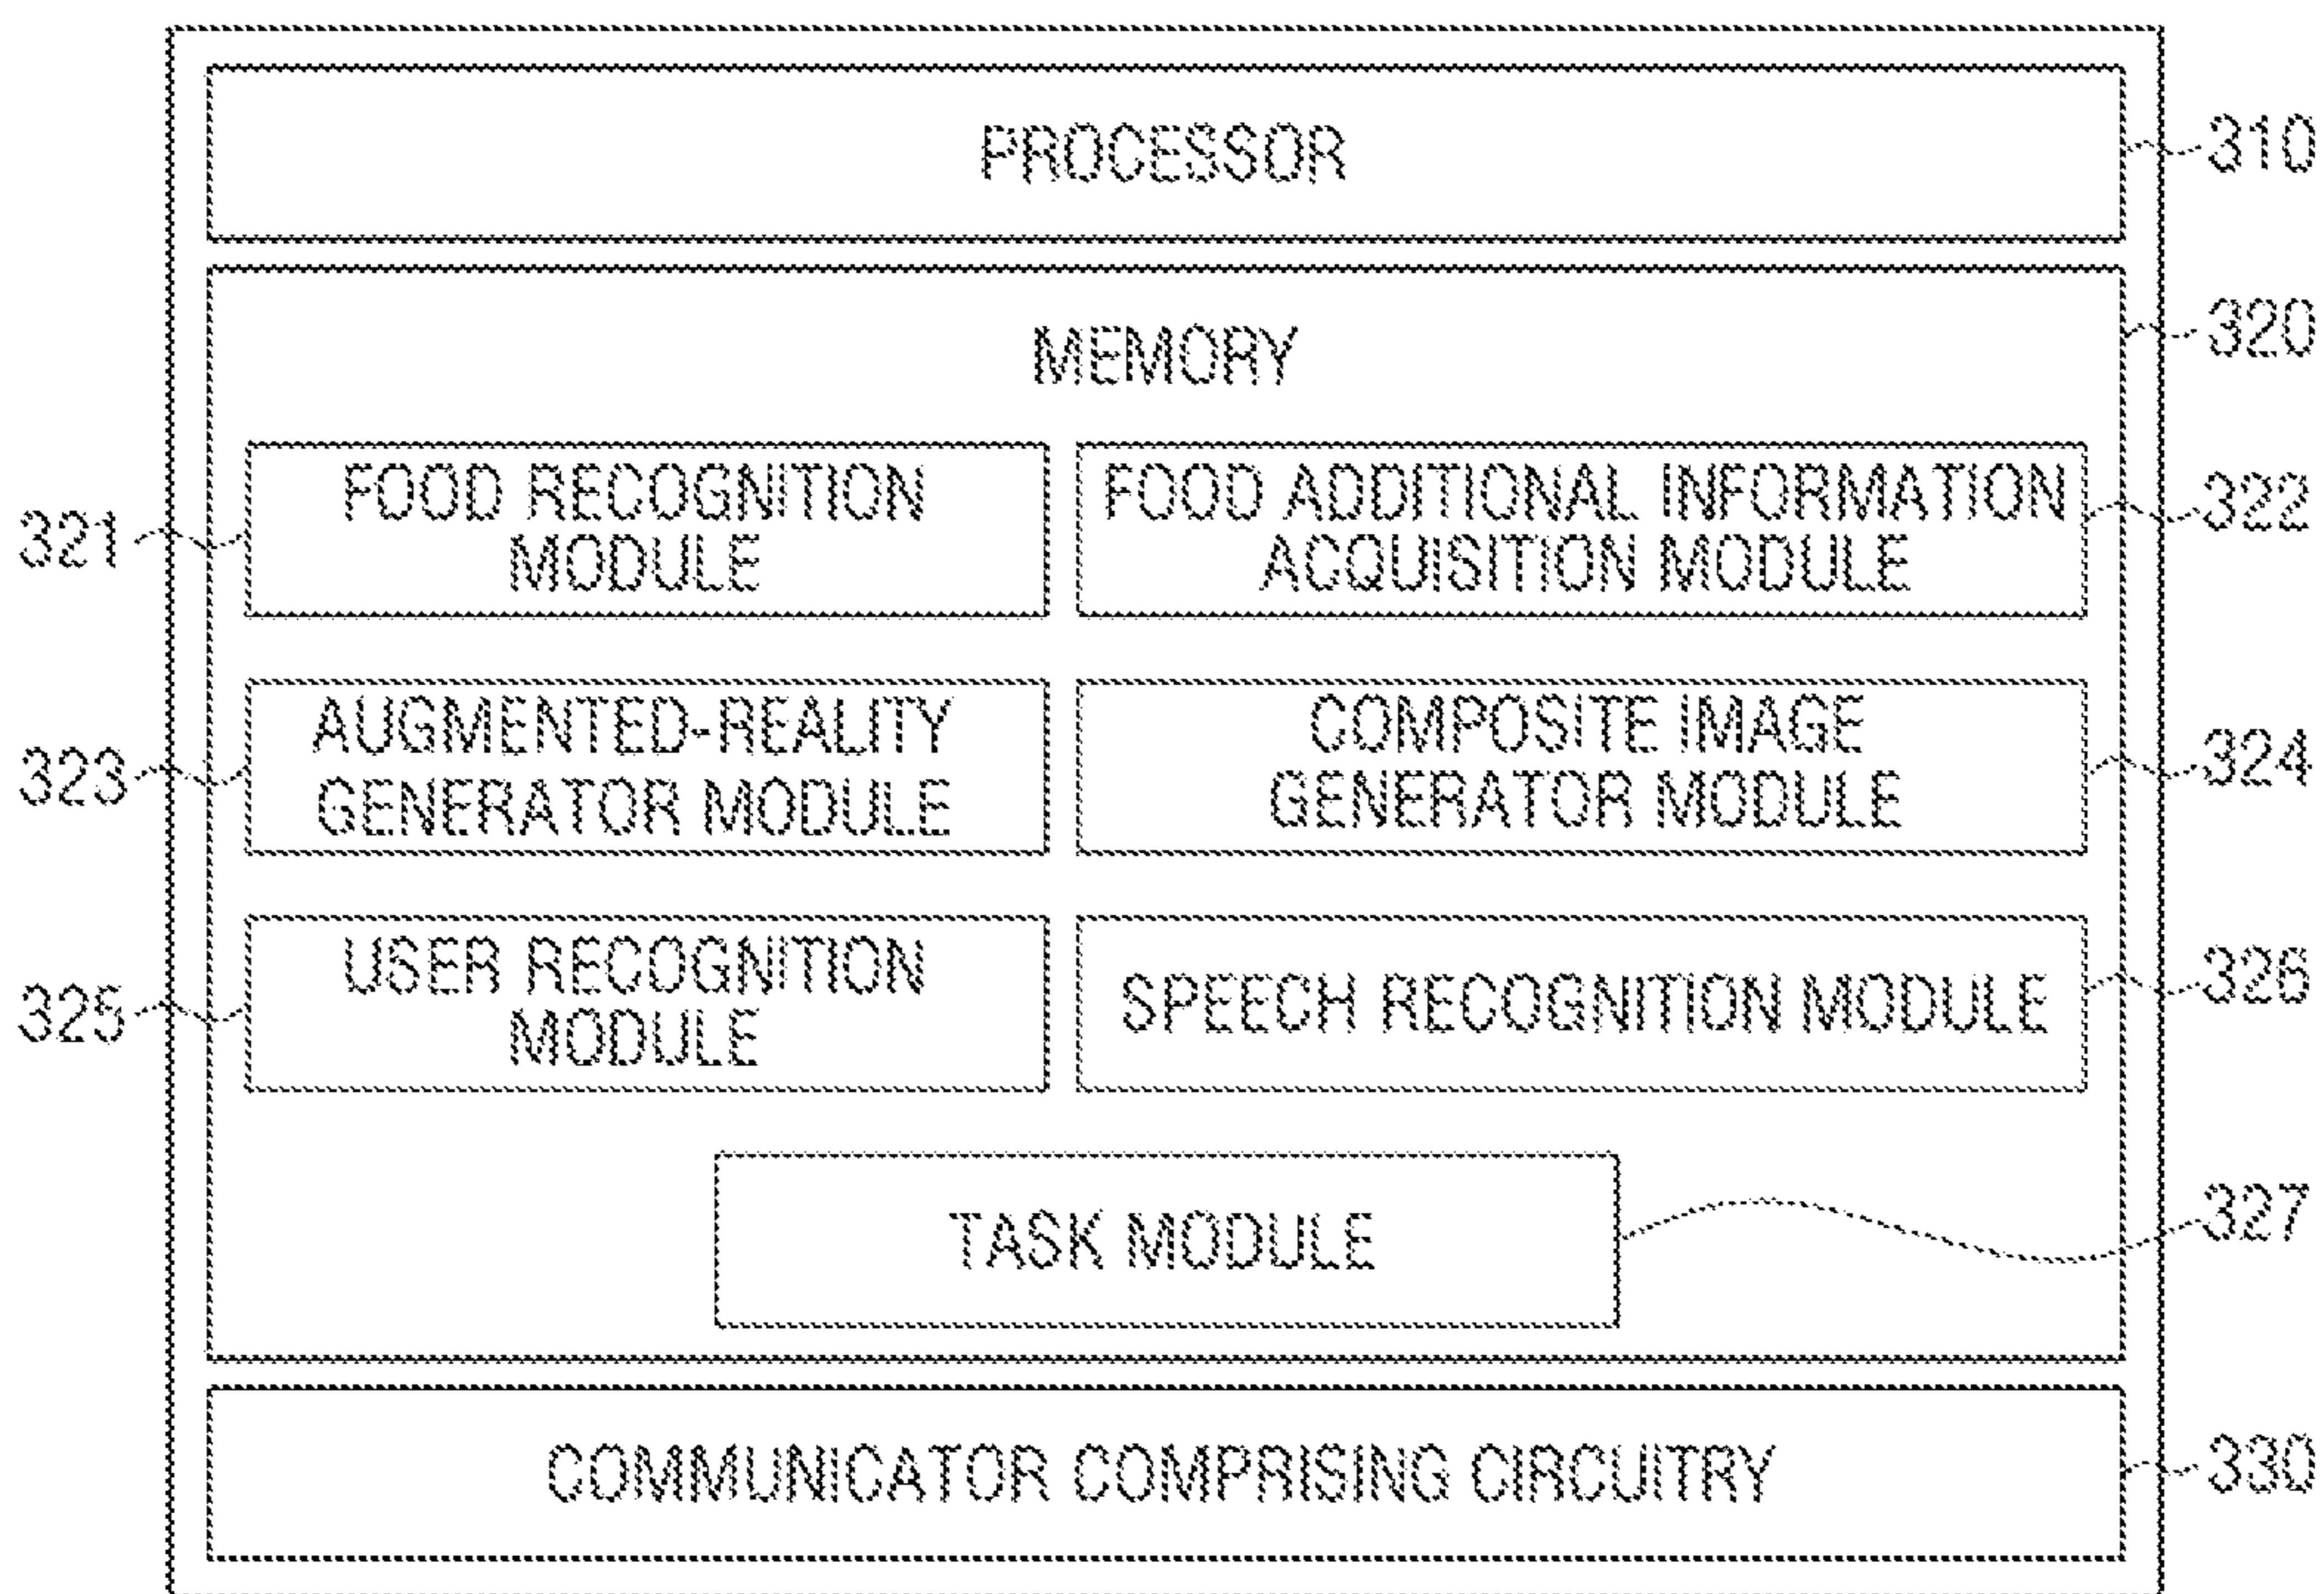 PROCESSOR
310
MEMORY
320
FOOD RECOGNITION
MODULE
321
FOOD ADDITIONAL INFORMATION
ACQUISITION MODULE
322
AUGMENTED-REALITY
GENERATOR MODULE
323
COMPOSITE IMAGE
GENERATOR MODULE
324
USER RECOGNITION
MODULE
325
SPEECH RECOGNITION MODULE
326
TASK MODULE
327
COMMUNICATOR COMPRISING CIRCUITRY
330